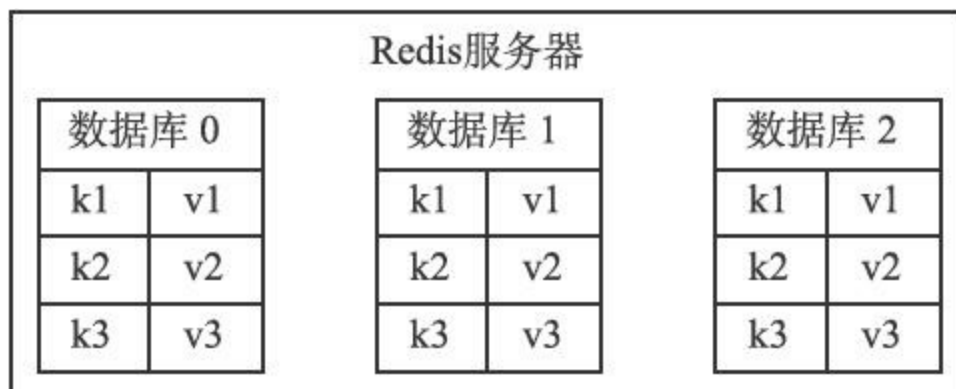 Redis服务器
数据库 0 数据库 1 数据库 2
k1 v1 k1 v1 k1 v1
k2 v2 k2 v2 k2 v2
k3 v3 k3 v3 k3 v3